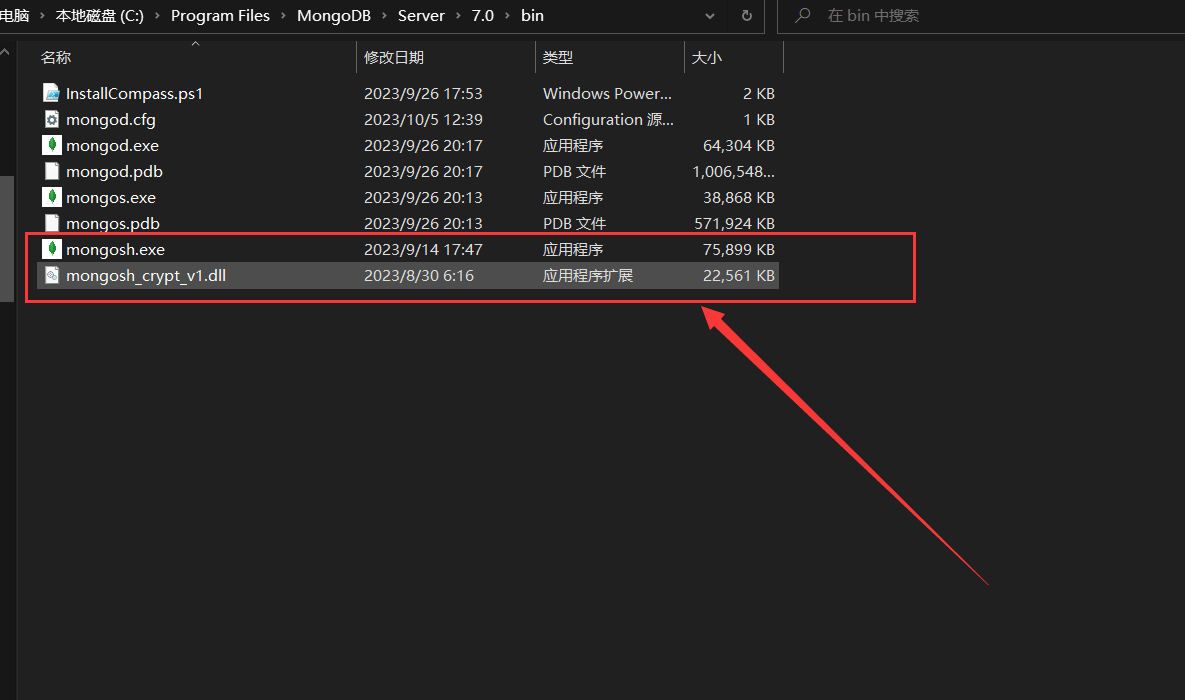 电脑 › 本地磁盘 (C:) › Program Files › MongoDB › Server › 7.0 › bin 在 bin 中搜索
名称 修改日期 类型 大小
InstallCompass.ps1 2023/9/26 17:53 Windows Power... 2 KB
mongod.cfg 2023/10/5 12:39 Configuration 源... 1 KB
mongod.exe 2023/9/26 20:17 应用程序 64,304 KB
mongod.pdb 2023/9/26 20:17 PDB 文件 1,006,548...
mongos.exe 2023/9/26 20:13 应用程序 38,868 KB
mongos.pdb 2023/9/26 20:13 PDB 文件 571,924 KB
mongosh.exe 2023/9/14 17:47 应用程序 75,899 KB
mongosh_crypt_v1.dll 2023/8/30 6:16 应用程序扩展 22,561 KB